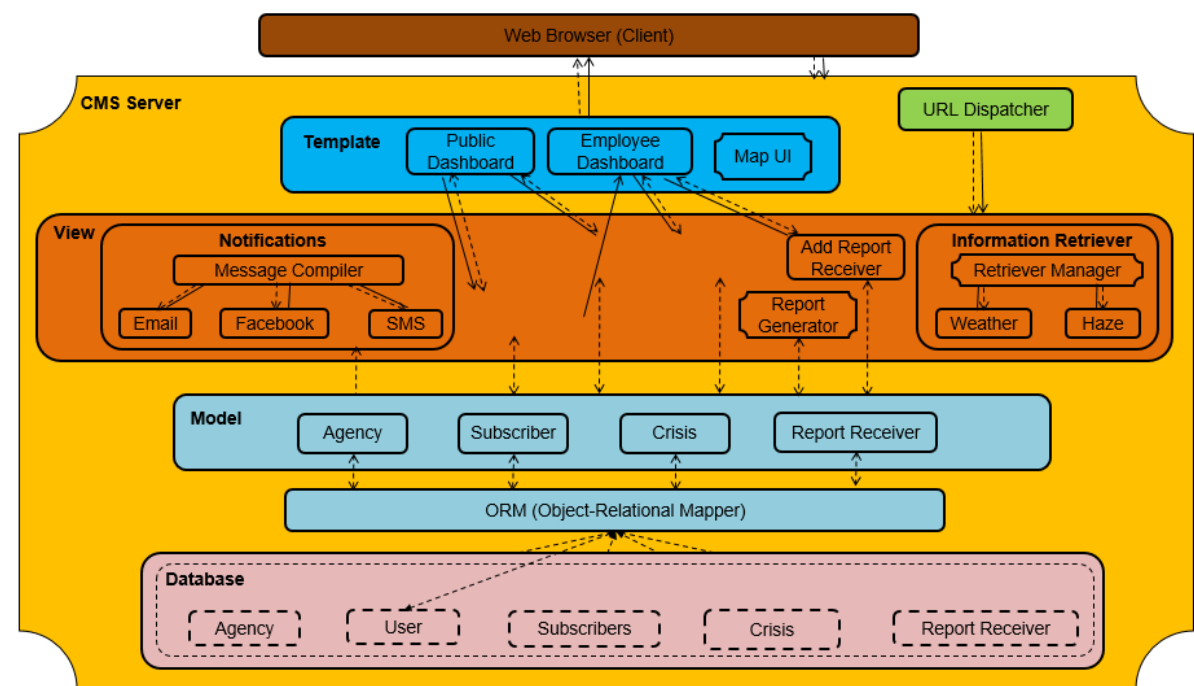 Web Browser (Client)
CMS Server
URL Dispatcher
Template
Public
Dashboard
Employee
Dashboard
Map UI
View
Notifications
Message Compiler
Email
Facebook
SMS
Add Report
Receiver
Report
Generator
Information Retriever
Retriever Manager
Weather
Haze
Model
Agency
Subscriber
Crisis
Report Receiver
ORM (Object-Relational Mapper)
Database
Agency
User
Subscribers
Crisis
Report Receiver